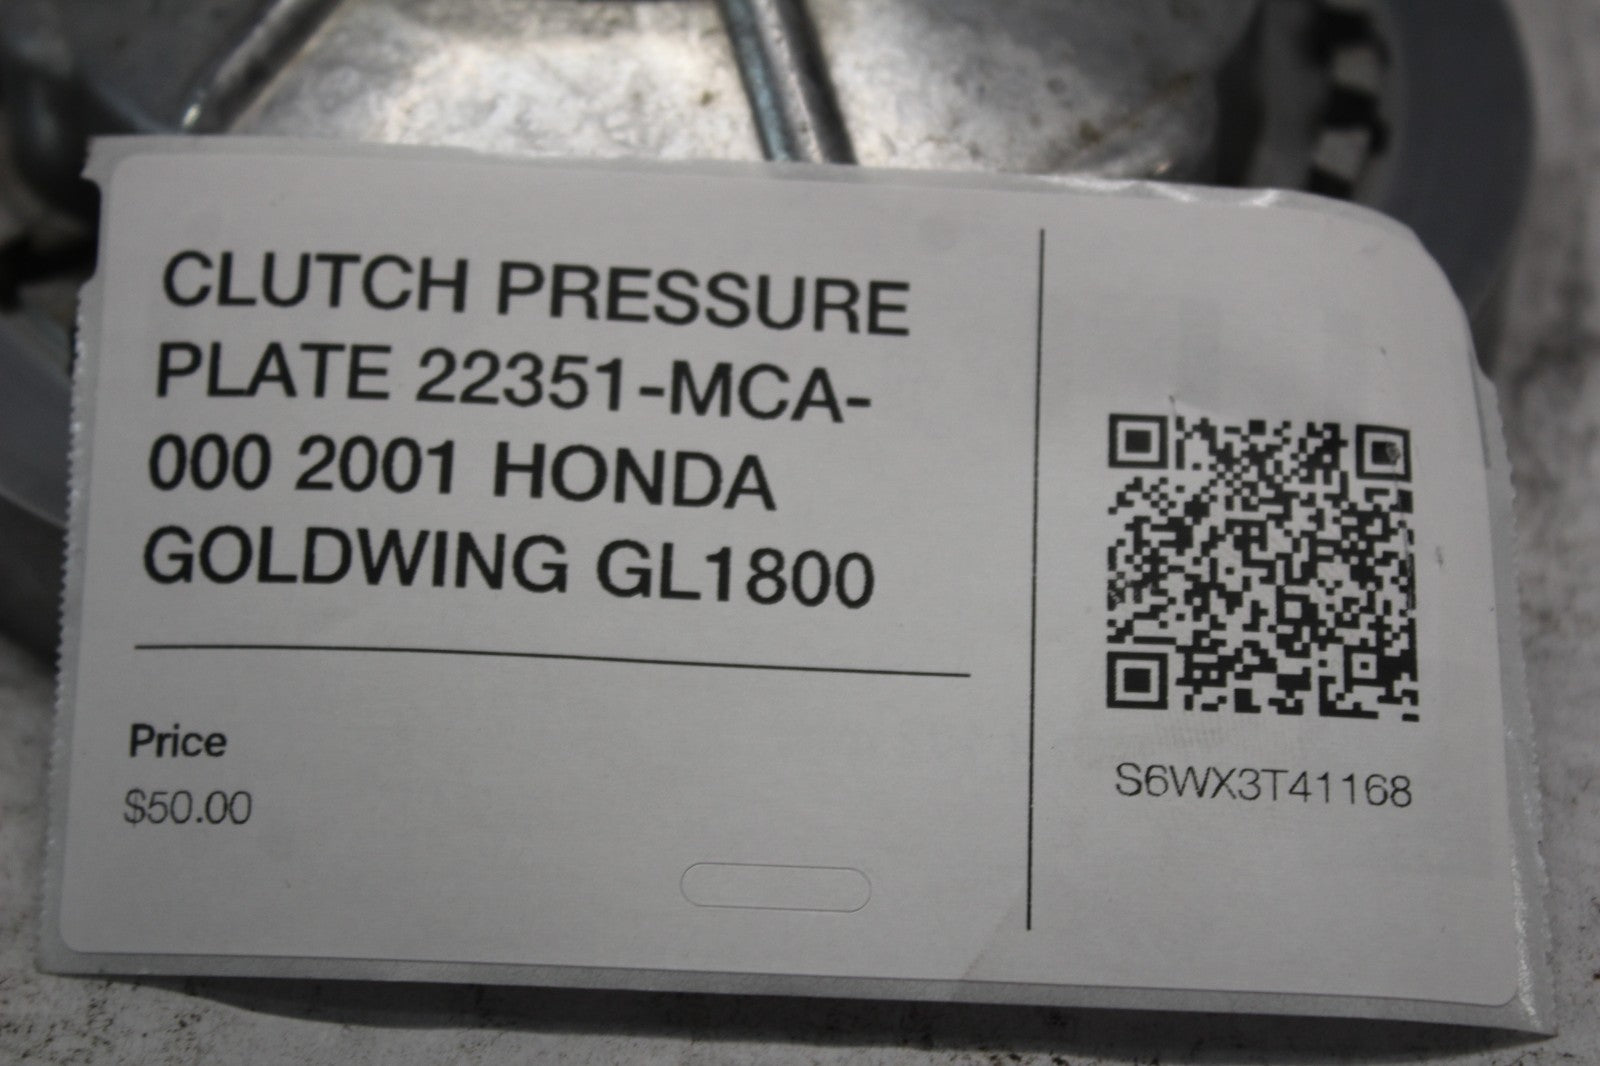 CLUTCH PRESSURE
PLATE 22351-MCA-
000 2001 HONDA
GOLDWING GL1800
Price
$50.00
S6WX3T41168